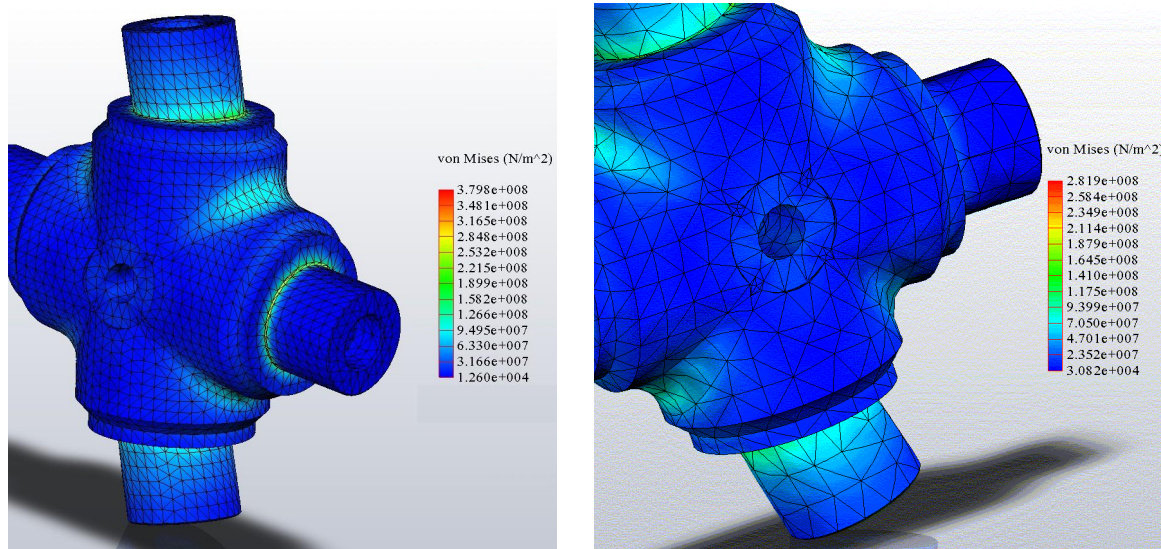 von Mises (N/m^2)
3.798e+008
3.481e+008
3.165e+008
2.848e+008
2.532e+008
2.215e+008
1.899e+008
1.582e+008
1.266e+008
9.495e+007
6.330e+007
3.166e+007
1.260e+004
von Mises (N/m^2)
2.819e+008
2.584e+008
2.349e+008
2.114e+008
1.879e+008
1.645e+008
1.410e+008
1.175e+008
9.399e+007
7.050e+007
4.701e+007
2.352e+007
3.082e+004